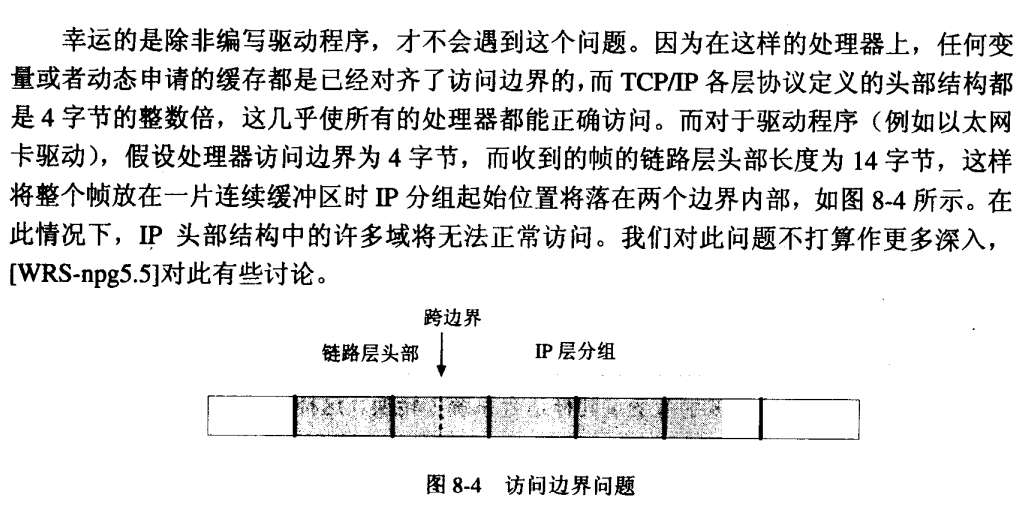 幸运的是除非编写驱动程序，才不会遇到这个问题。因为在这样的处理器上，任何变
量或者动态申请的缓存都是已经对齐了访问边界的，而 TCP/IP 各层协议定义的头部结构都
是 4 字节的整数倍，这几乎使所有的处理器都能正确访问。而对于驱动程序（例如以太网
卡驱动），假设处理器访问边界为 4 字节，而收到的帧的链路层头部长度为 14 字节，这样
将整个帧放在一片连续缓冲区时 IP 分组起始位置将落在两个边界内部，如图 8-4 所示。在
此情况下，IP 头部结构中的许多域将无法正常访问。我们对此问题不打算作更多深入，
[WRS-npg5.5]对此有些讨论。
跨边界
链路层头部 IP 层分组
图 8-4 访问边界问题